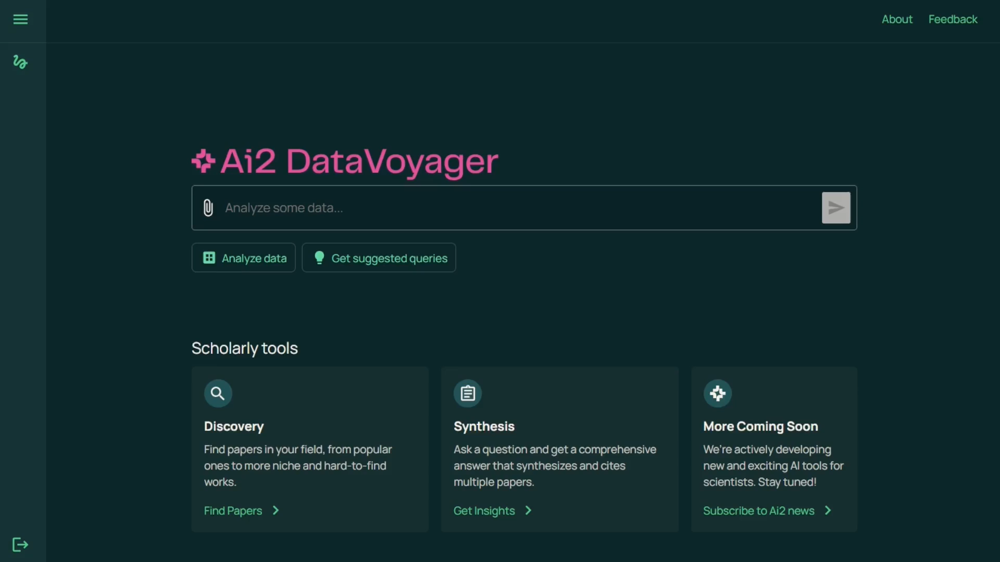 About
Feedback
Ai2 DataVoyager
Analyze some data...
Analyze data
Get suggested queries
Scholarly tools
Discovery
Find papers in your field, from popular
ones to more niche and hard-to-find
works.
Find Papers
Synthesis
Ask a question and get a comprehensive
answer that synthesizes and cites
multiple papers.
Get Insights
More Coming Soon
We're actively developing
new and exciting AI tools for
scientists. Stay tuned!
Subscribe to Ai2 news